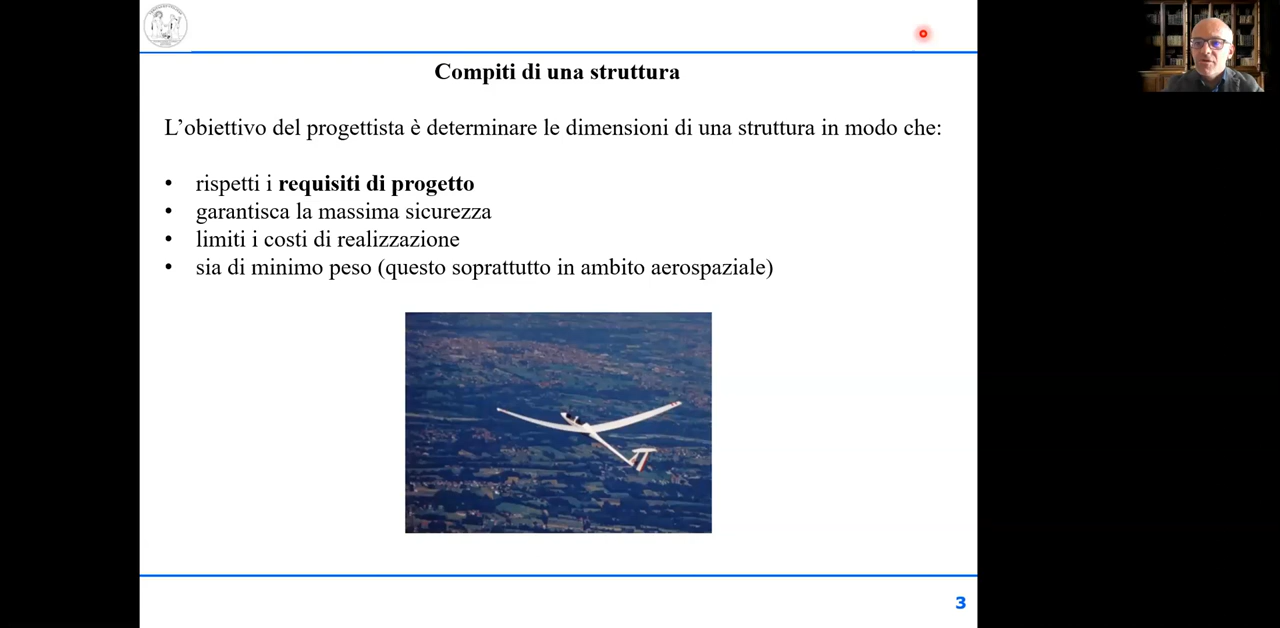 Compiti di una struttura
L’obiettivo del progettista è determinare le dimensioni di una struttura in modo che:
• rispetti i requisiti di progetto
• garantisca la massima sicurezza
• limiti i costi di realizzazione
• sia di minimo peso (questo soprattutto in ambito aerospaziale)
3